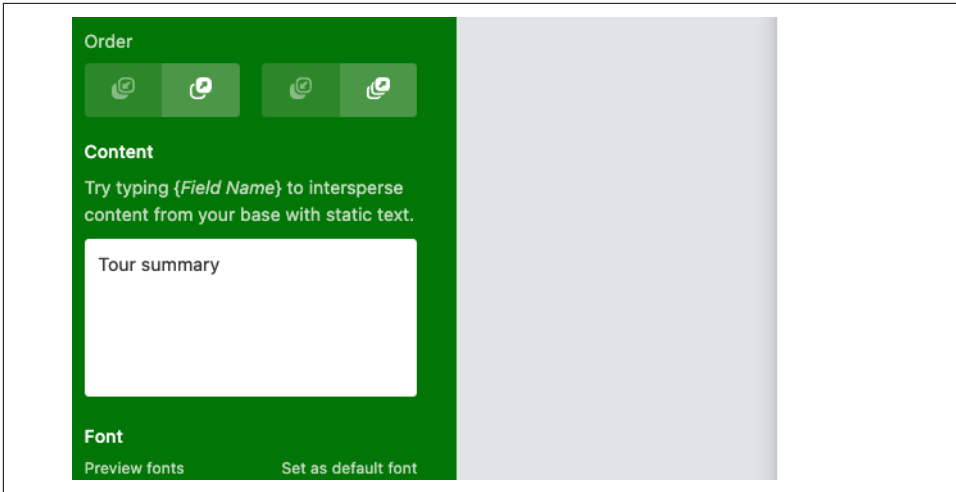 Order
Content
Try typing {Field Name} to intersperse
content from your base with static text.
Tour summary
Font
Preview fonts
Set as default font